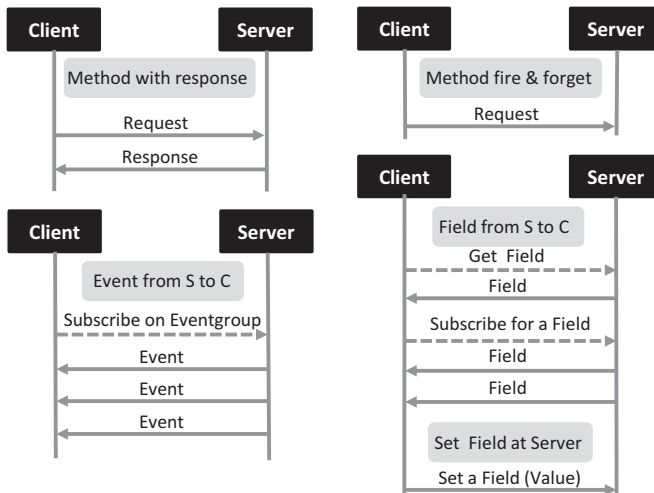 Client
Server
Method with response
Request
Response
Client
Server
Method fire & forget
Request
Client
Server
Event from S to C
Subscribe on Eventgroup
Event
Event
Event
Client
Server
Field from S to C
Get Field
Field
Subscribe for a Field
Field
Field
Set Field at Server
Set a Field (Value)